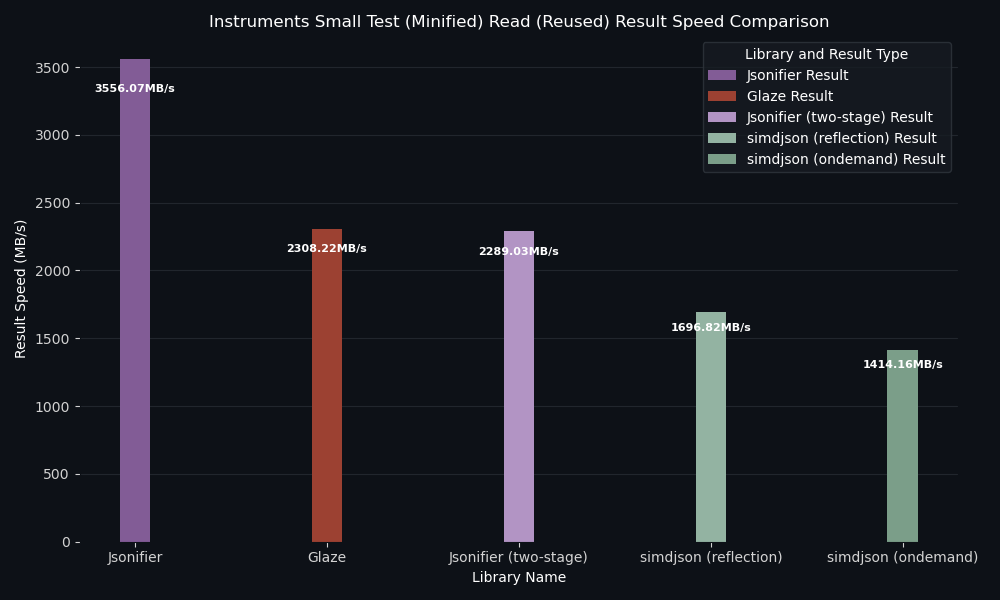 Instruments Small Test (Minified) Read (Reused) Result Speed Comparison
Library and Result Type
Jsonifier Result
Glaze Result
Jsonifier (two-stage) Result
simdjson (reflection) Result
simdjson (ondemand) Result
Result Speed (MB/s)
3500
3000
2500
2000
1500
1000
500
0
3556.07MB/s
2308.22MB/s
2289.03MB/s
1696.82MB/s
1414.16MB/s
Jsonifier
Glaze
Jsonifier (two-stage)
simdjson (reflection)
simdjson (ondemand)
Library Name